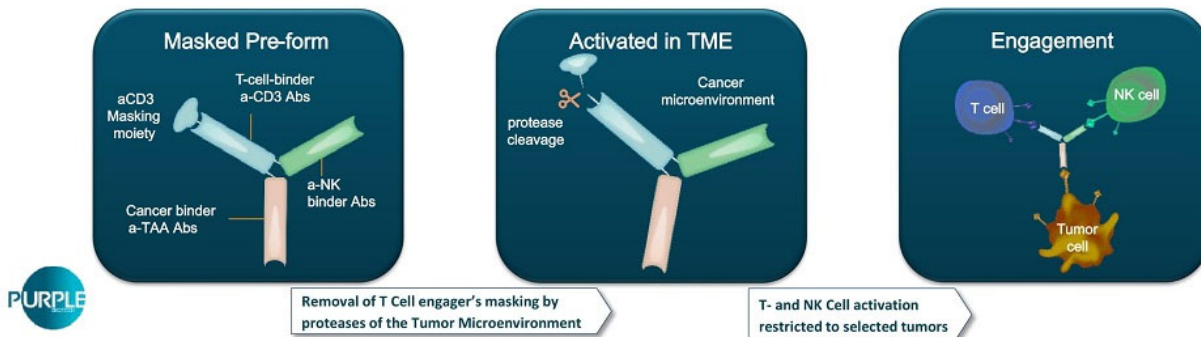 Masked Pre-form
T-cell-binder
a-CD3 Abs
aCD3
Masking
moiety
a-NK
binder Abs
Cancer binder
a-TAA Abs
Activated in TME
Cancer
microenvironment
protease
cleavage
Engagement
T cell
NK cell
Tumor
cell
PURPLE
Removal of T Cell engager's masking by
proteases of the Tumor Microenvironment
T- and NK Cell activation
restricted to selected tumors